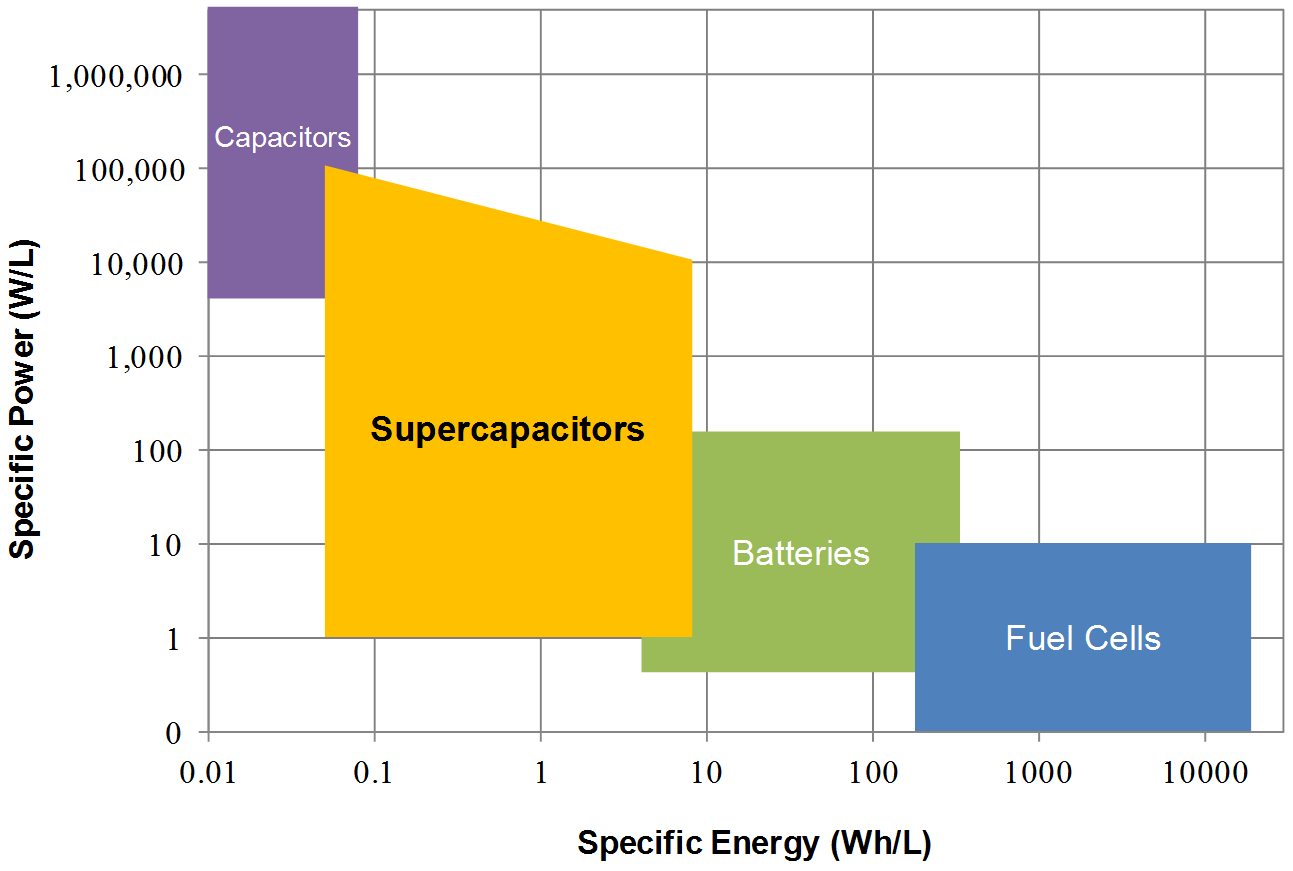 1,000,000
100,000
10,000
1,000
100
10
1
0
Specific Power (W/L)
Capacitors
Supercapacitors
Batteries
Fuel Cells
0.01 0.1 1 10 100 1000 10000
Specific Energy (Wh/L)